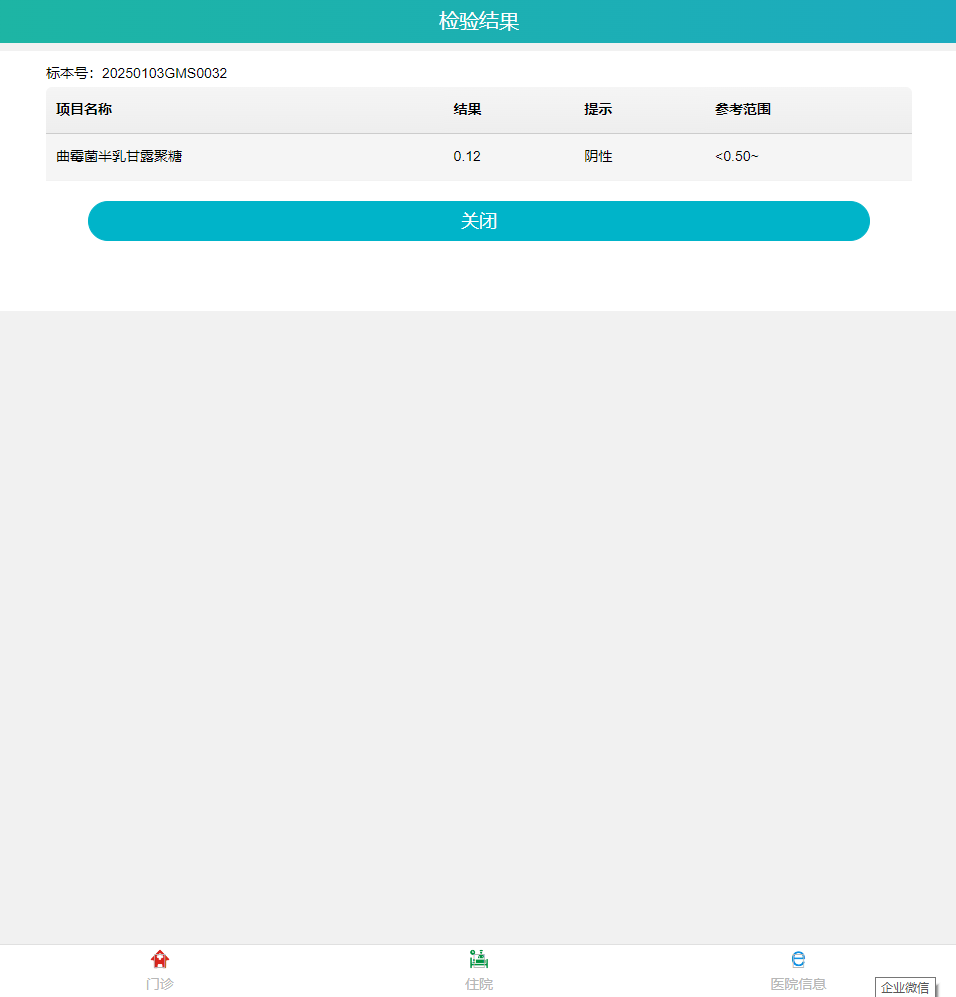 检验结果
标本号：20250103GMS0032
项目名称 结果 提示 参考范围
曲霉菌半乳甘露聚糖 0.12 阴性 <0.50~
关闭
门诊 住院 医院信息
企业微信